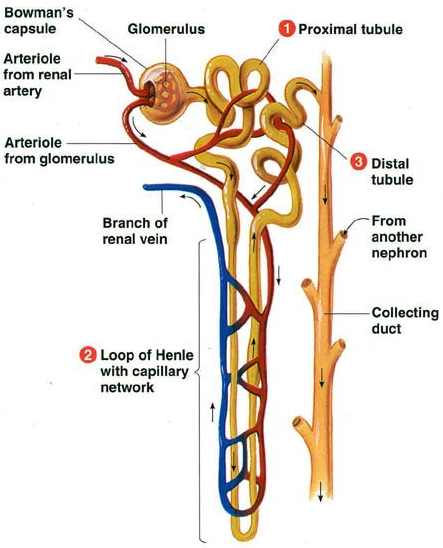 Bowman's
capsule
Glomerulus
1 Proximal tubule
Arteriole
from renal
artery
Arteriole
from glomerulus
3 Distal
tubule
Branch of
renal vein
From
another
nephron
Collecting
duct
2 Loop of Henle
with capillary
network